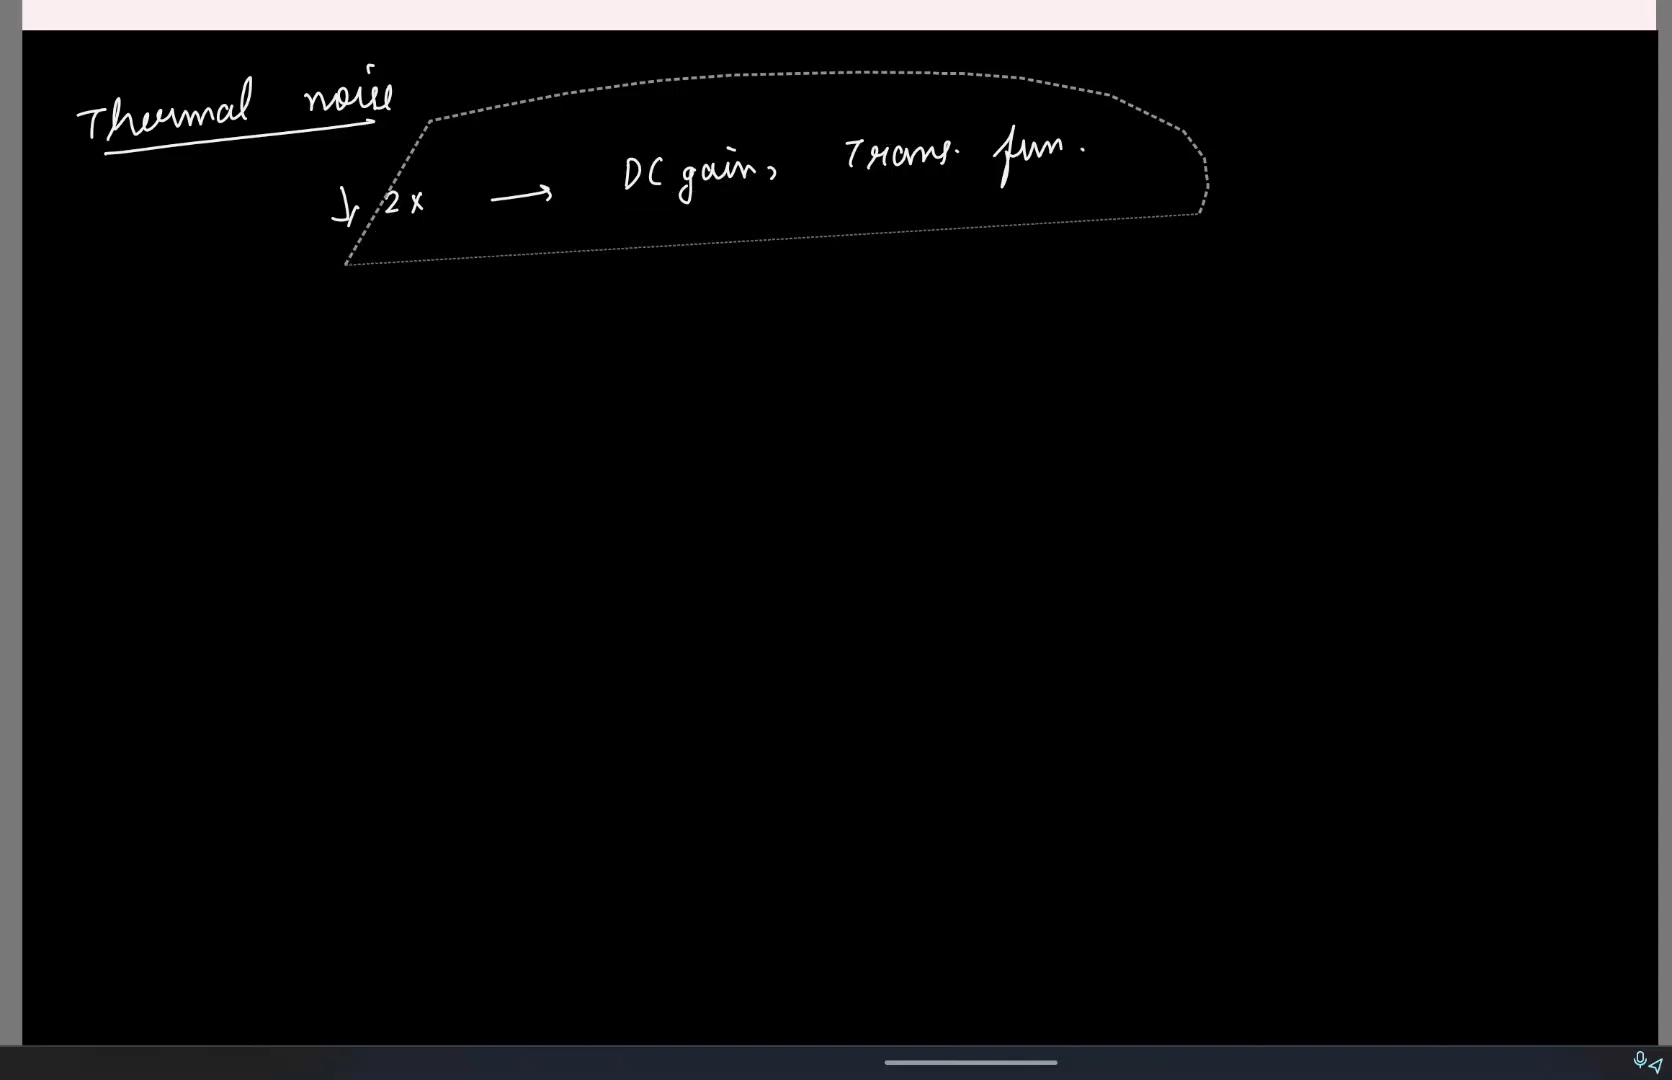 Thermal noise
↓ 2x → DC gain, Trans. fun.